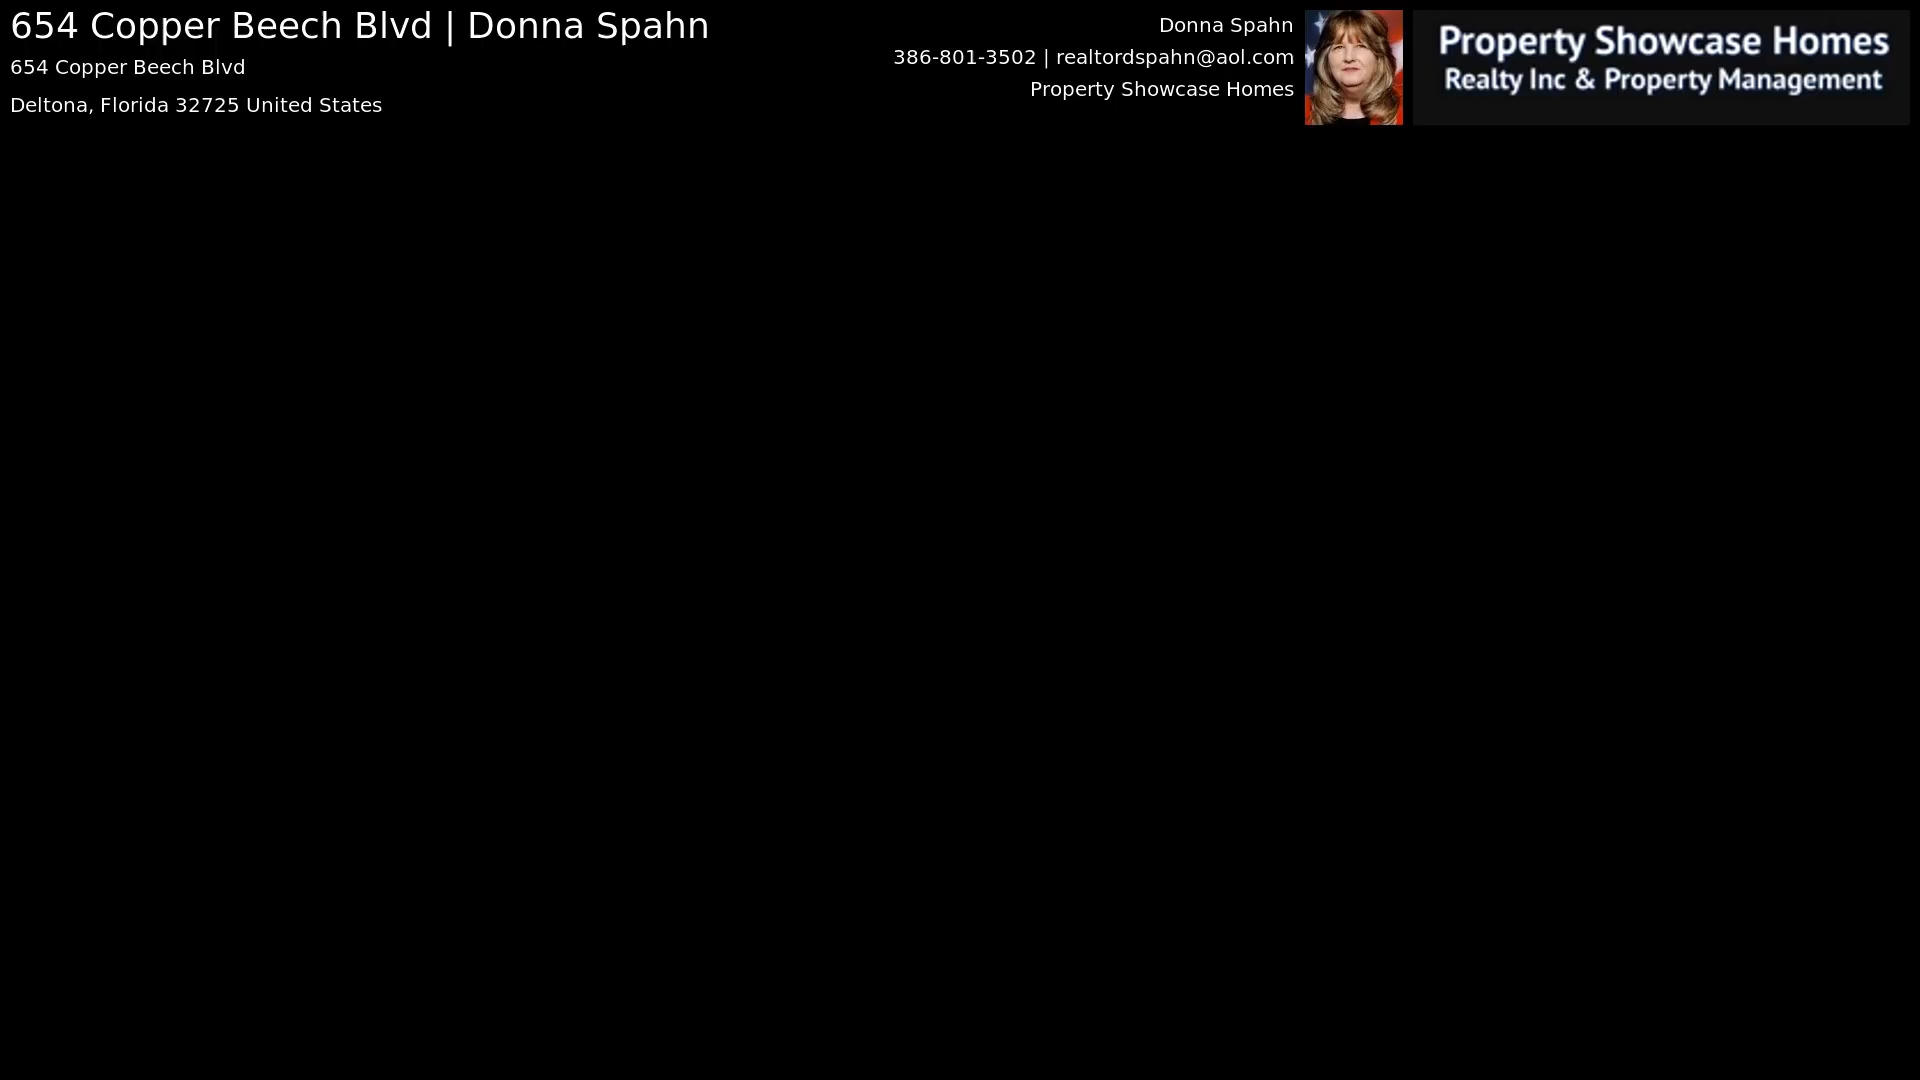 654 Copper Beech Blvd | Donna Spahn
654 Copper Beech Blvd
Deltona, Florida 32725 United States
Donna Spahn
386-801-3502 | realtordspahn@aol.com
Property Showcase Homes
Property Showcase Homes
Realty Inc & Property Management